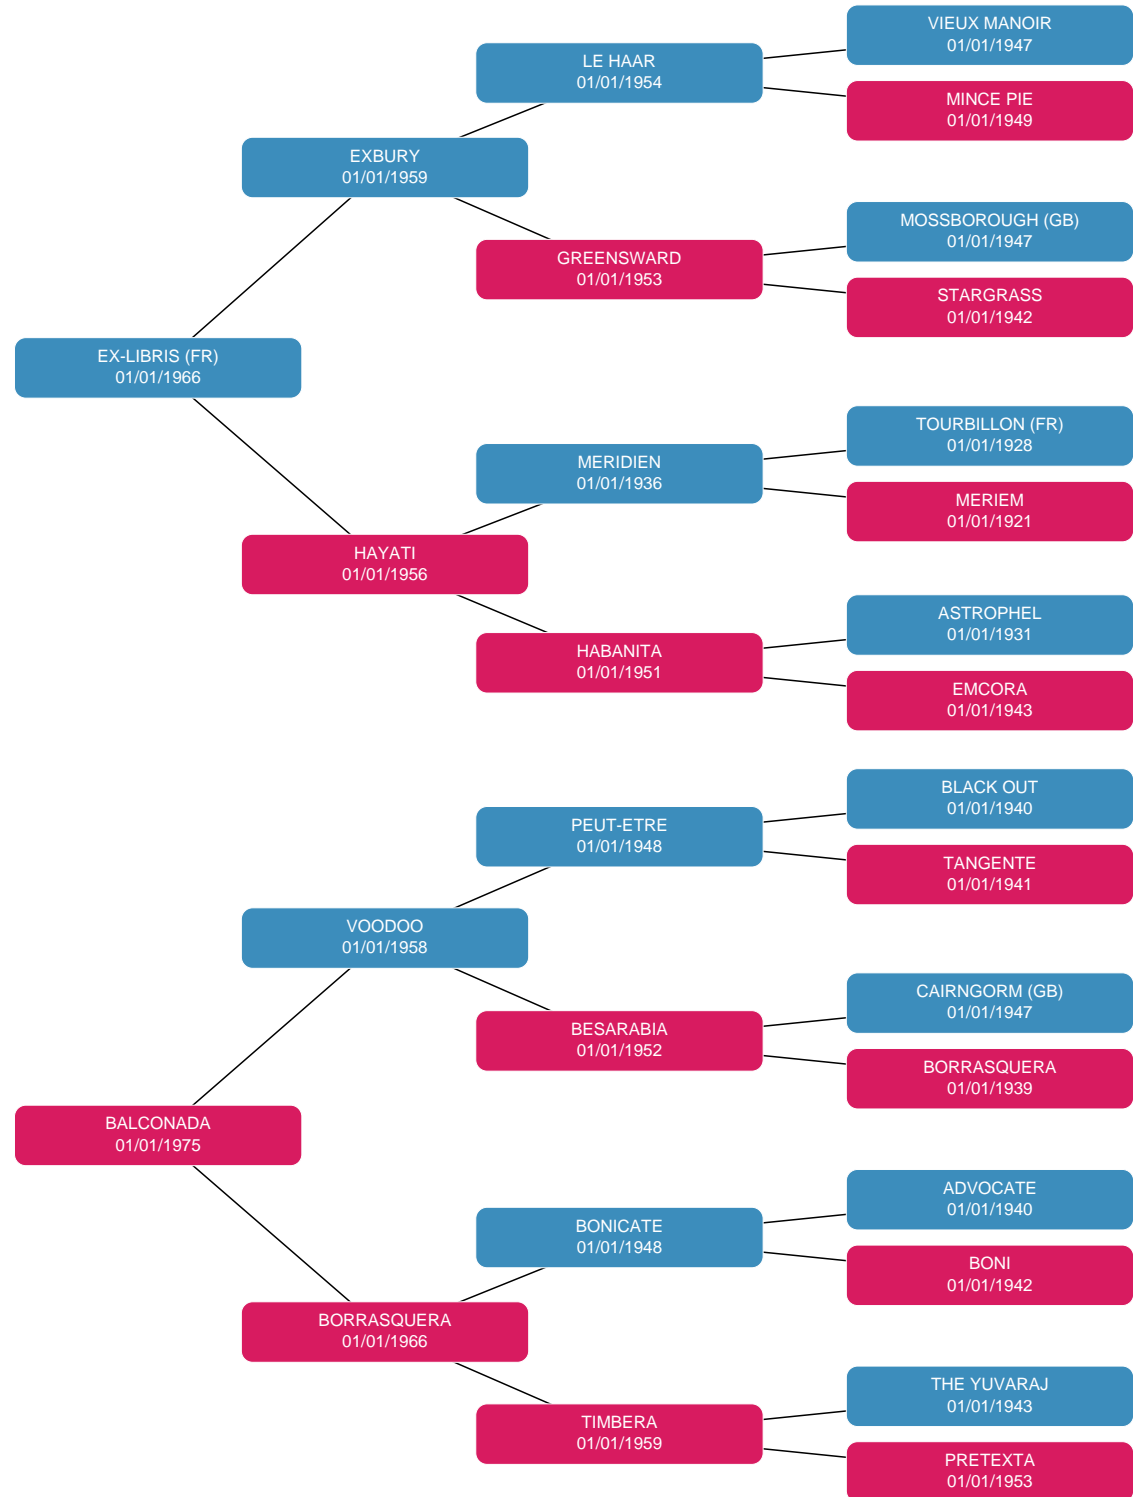 VIEUX MANOIR
01/01/1947
LE HAAR
01/01/1954
MINCE PIE
01/01/1949
EXBURY
01/01/1959
MOSSBOROUGH (GB)
01/01/1947
GREENSWARD
01/01/1953
STARGRASS
01/01/1942
EX-LIBRIS (FR)
01/01/1966
TOURBILLON (FR)
01/01/1928
MERIDIEN
01/01/1936
MERIEM
01/01/1921
HAYATI
01/01/1956
ASTROPHEL
01/01/1931
HABANITA
01/01/1951
EMCORA
01/01/1943
BLACK OUT
01/01/1940
PEUT-ETRE
01/01/1948
TANGENTE
01/01/1941
VOODOO
01/01/1958
CAIRNGORM (GB)
01/01/1947
BESARABIA
01/01/1952
BORRASQUERA
01/01/1939
BALCONADA
01/01/1975
ADVOCATE
01/01/1940
BONICATE
01/01/1948
BONI
01/01/1942
BORRASQUERA
01/01/1966
THE YUVARAJ
01/01/1943
TIMBERA
01/01/1959
PRETEXTA
01/01/1953